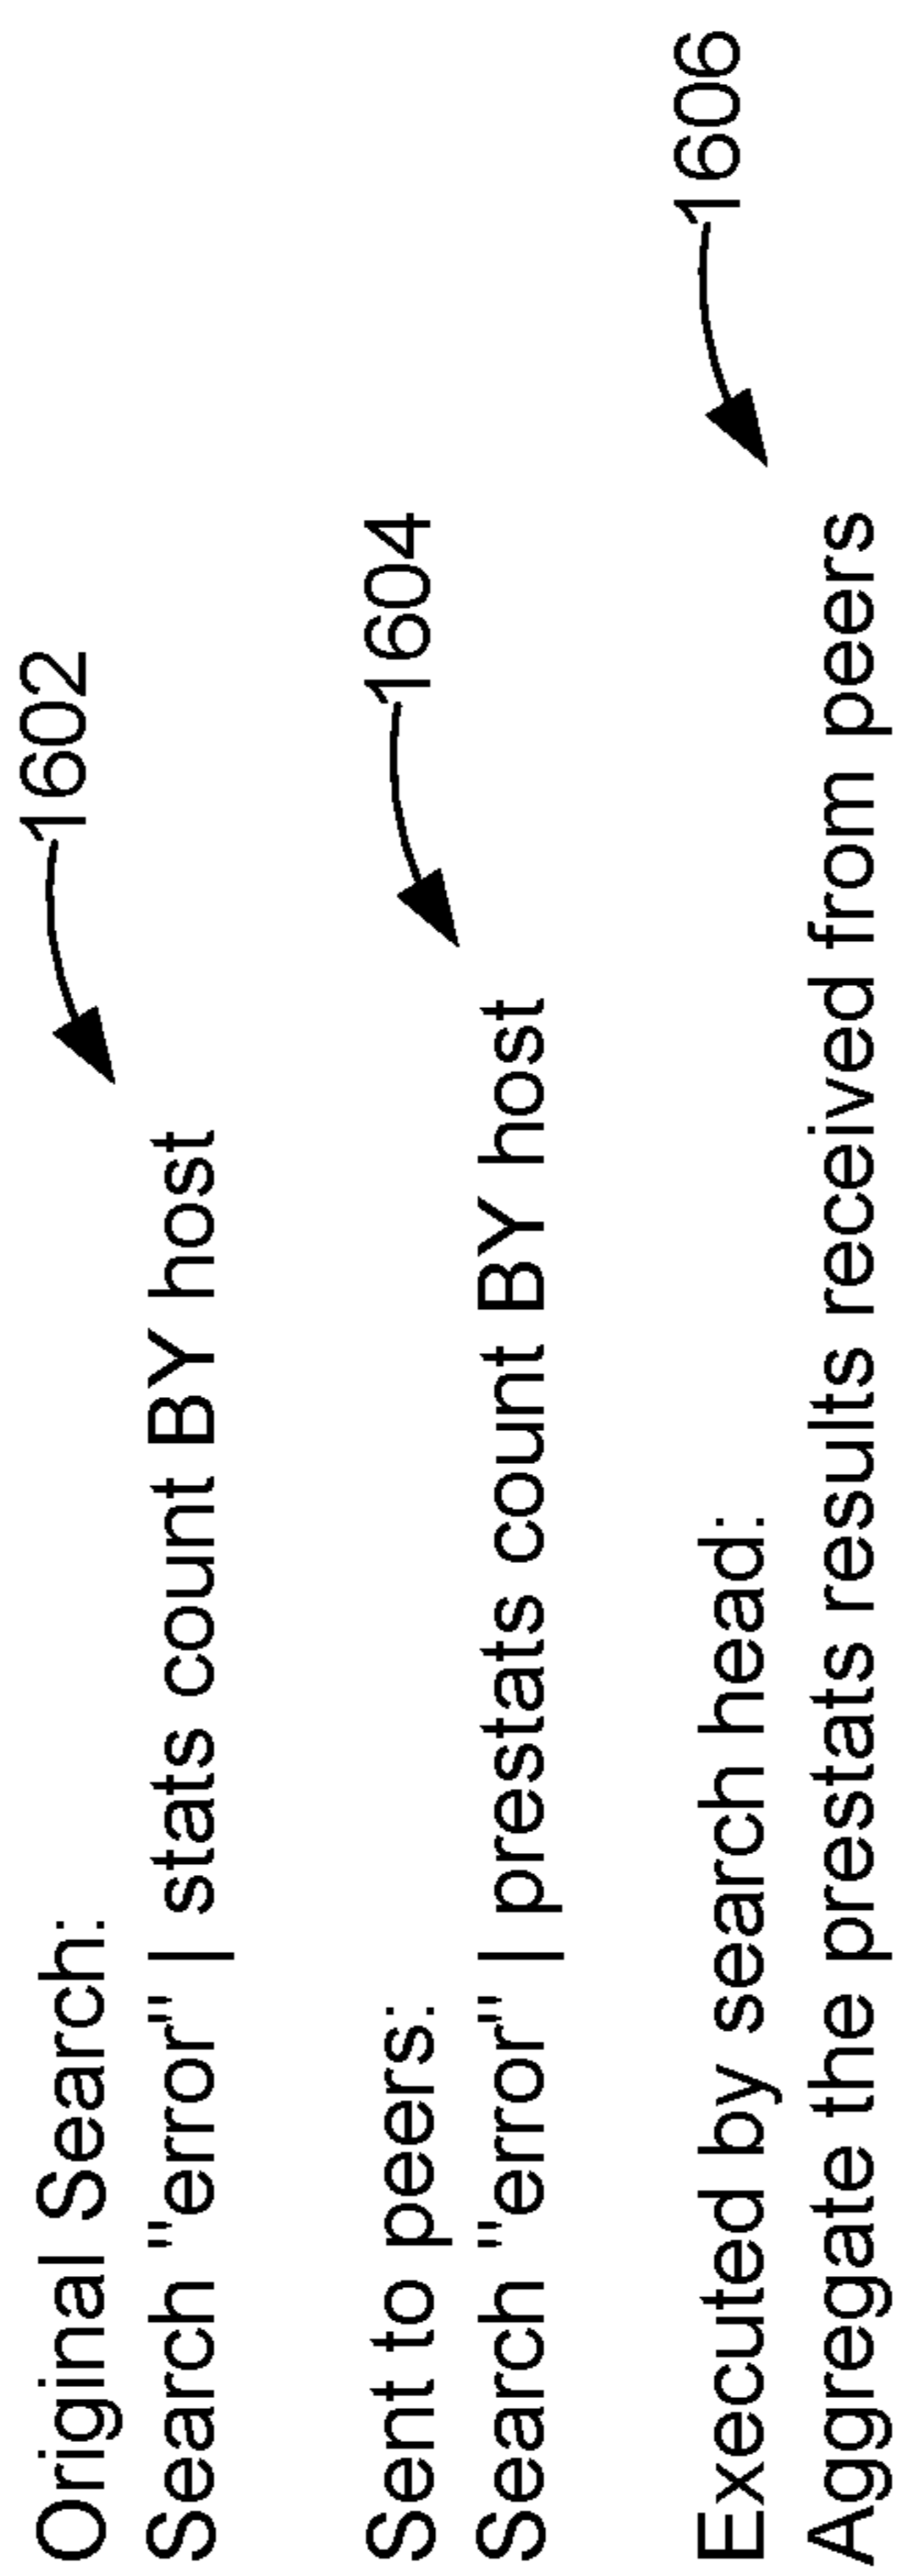 Original Search: 1602
Search "error" | stats count BY host
Sent to peers: 1604
Search "error" | prestats count BY host
Executed by search head: 1606
Aggregate the prestats results received from peers